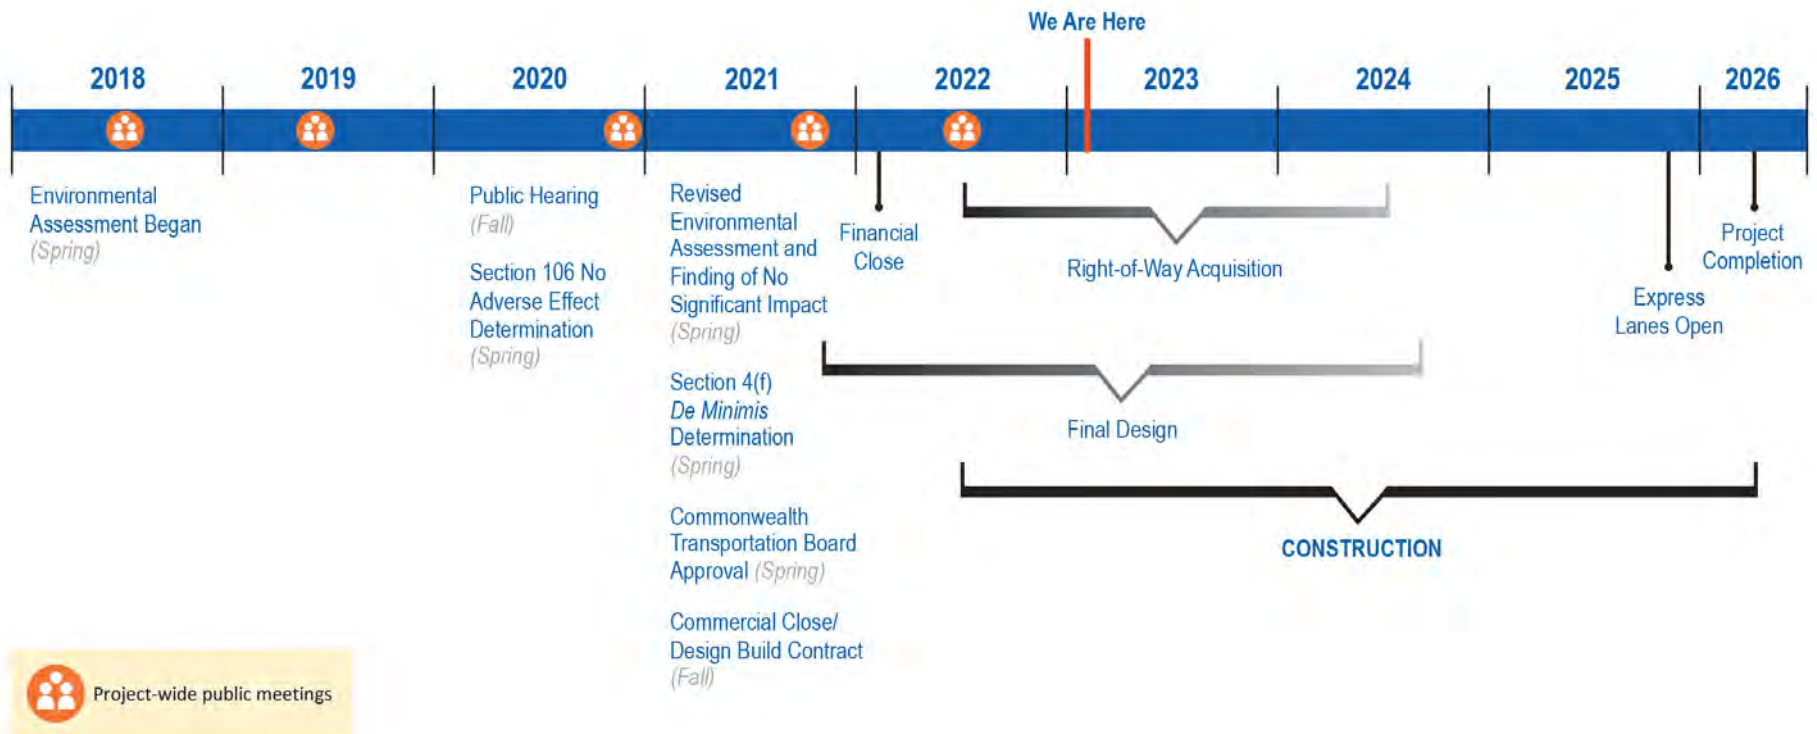 We Are Here
2018
2019
2020
2021
2022
2023
2024
2025
2026
Environmental
Assessment Began
(Spring)
Public Hearing
(Fall)
Section 106 No
Adverse Effect
Determination
(Spring)
Revised
Environmental
Assessment and
Finding of No
Significant Impact
(Spring)
Section 4(f)
De Minimis
Determination
(Spring)
Commonwealth
Transportation Board
Approval (Spring)
Commercial Close/
Design Build Contract
(Fall)
Financial
Close
Right-of-Way Acquisition
Final Design
CONSTRUCTION
Express
Lanes Open
Project
Completion
Project-wide public meetings